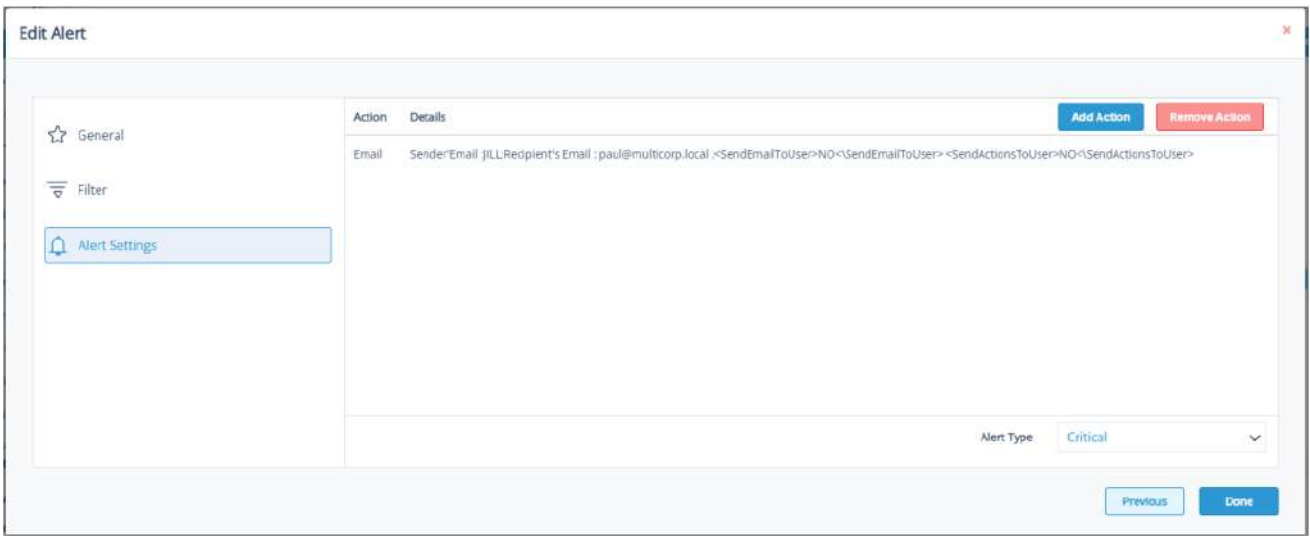 Edit Alert
×
General
Filter
Alert Settings
Action Details
Add Action Remove Action
Email Sender'Email :JILL:Recipient's Email : paul@multicorp.local :<SendEmailToUser>NO<\SendEmailToUser> <SendActionsToUser>NO<\SendActionsToUser>
Alert Type Critical
Previous Done